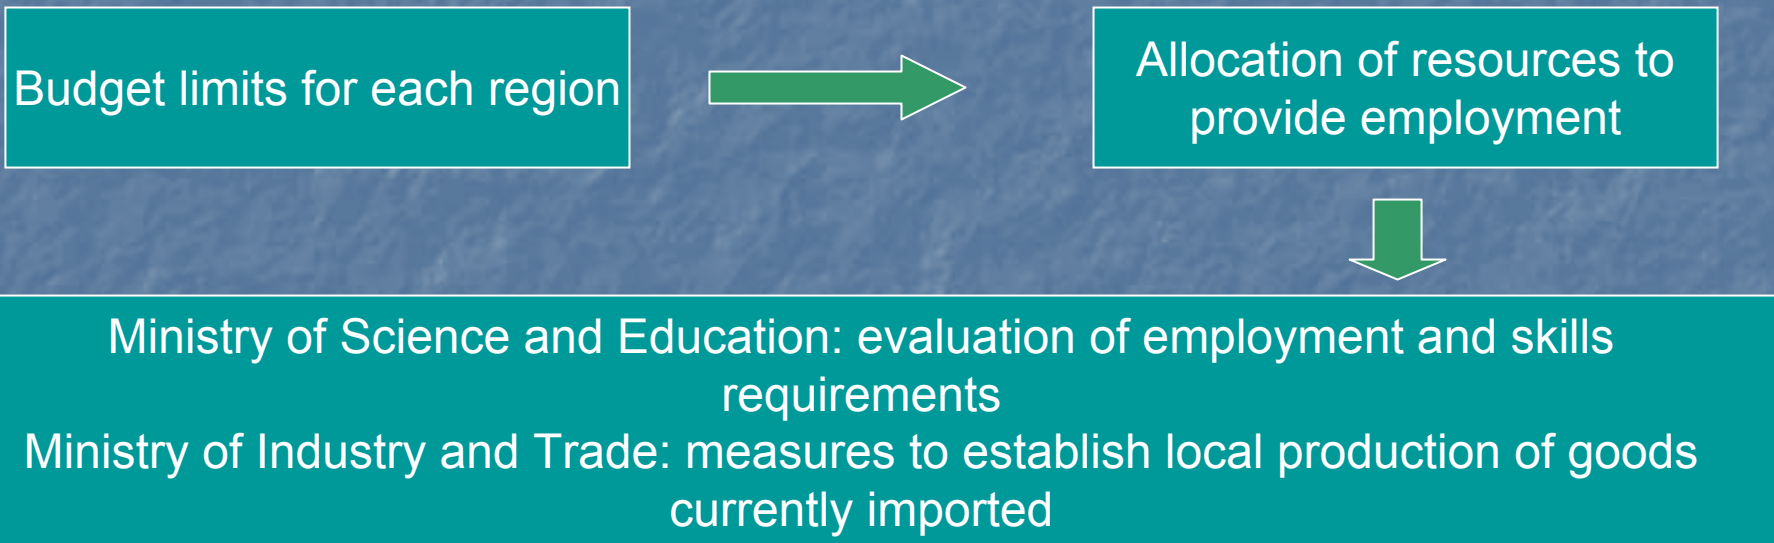 Budget limits for each region
Allocation of resources to
provide employment
Ministry of Science and Education: evaluation of employment and skills
requirements
Ministry of Industry and Trade: measures to establish local production of goods
currently imported